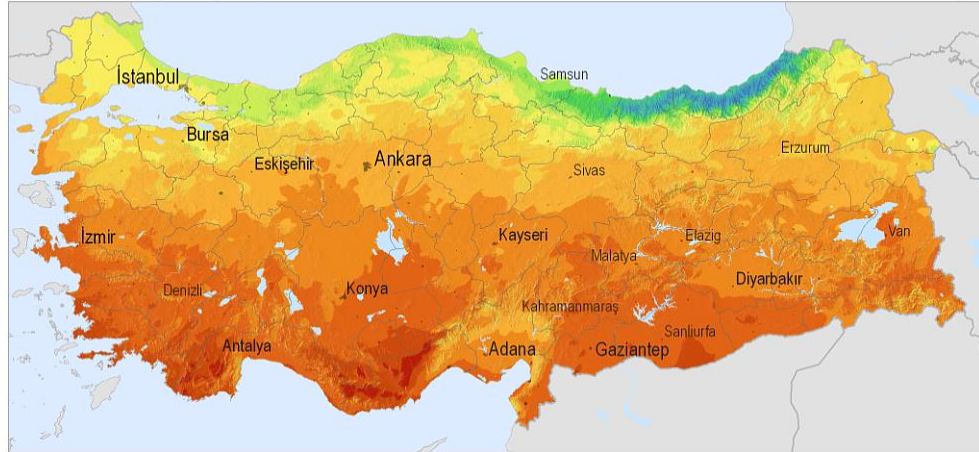 İstanbul
Samsun
Bursa
Eskişehir
Ankara
Erzurum
Sivas
İzmir
Kayseri
Elazig
Van
Malatya
Diyarbakır
Denizli
Konya
Kahramanmaraş
Sanliurfa
Antalya
Adana
Gaziantep